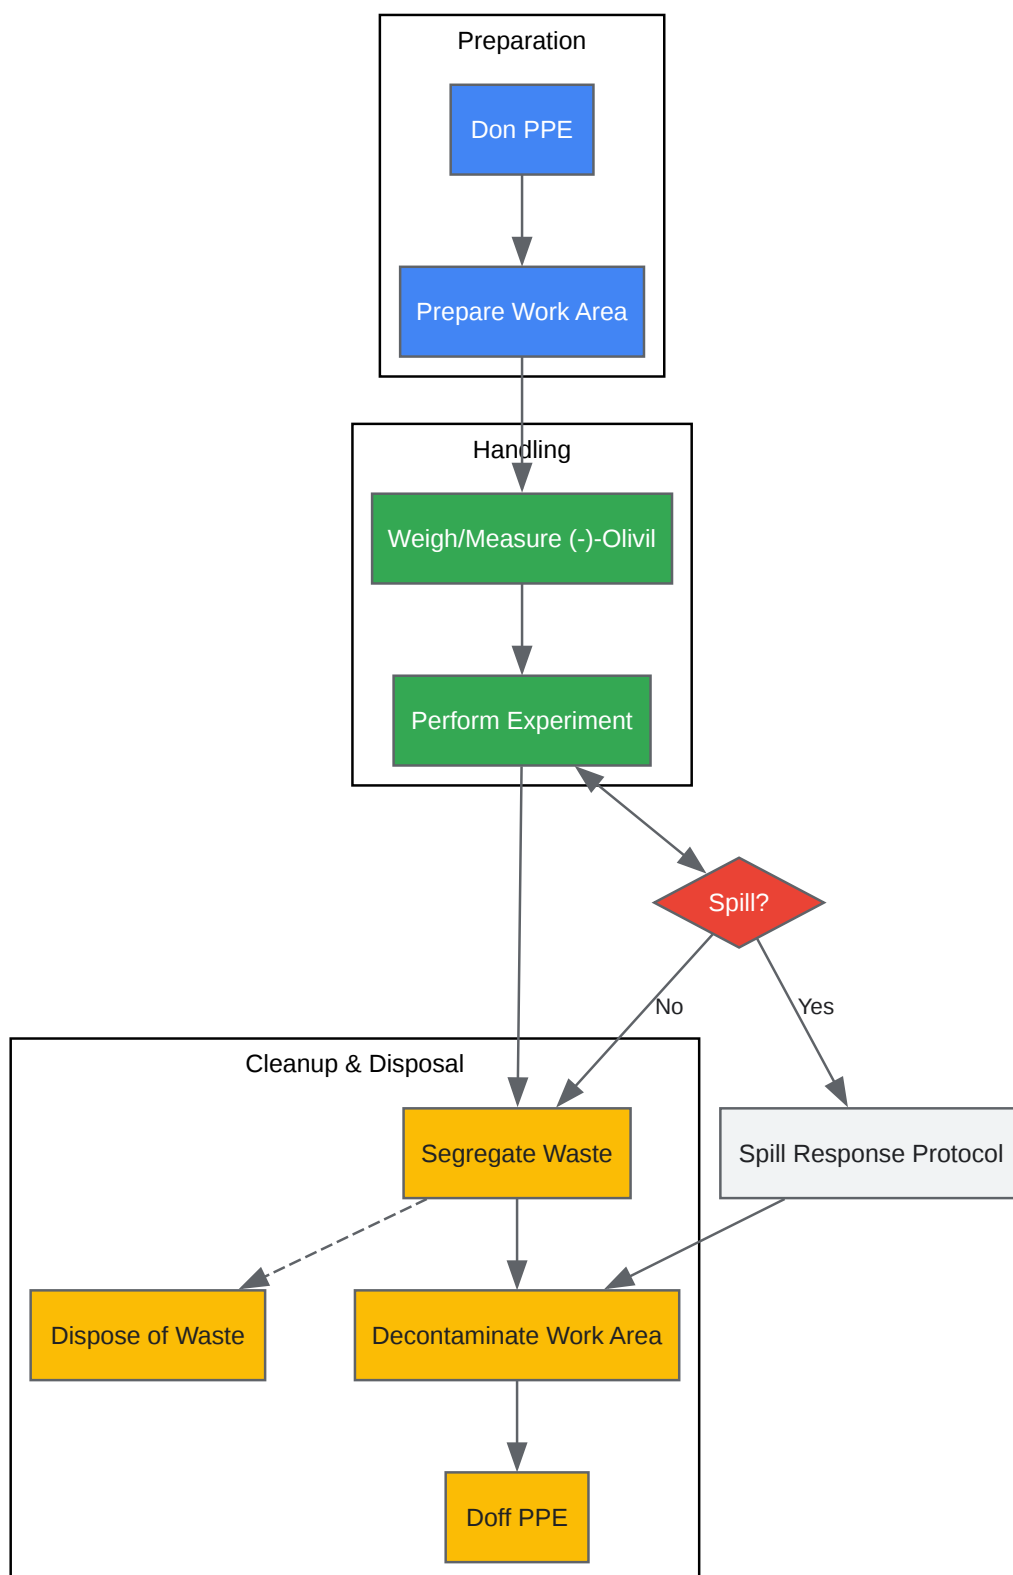 Preparation
Don PPE
Prepare Work Area
Handling
Weigh/Measure (-)-Olivil
Perform Experiment
Spill?
No
Yes
Cleanup & Disposal
Segregate Waste
Spill Response Protocol
Dispose of Waste
Decontaminate Work Area
Doff PPE